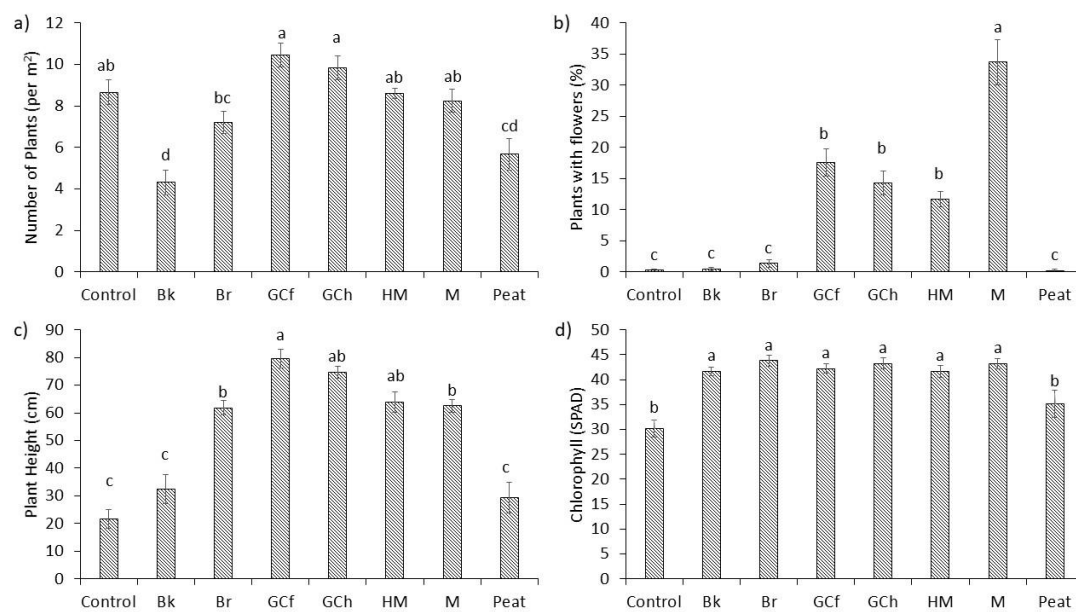 a)
Number of Plants (per m²)
12
10
8
6
4
2
0
ab
d
bc
a
a
ab
ab
cd
Control Bk Br GCf GCh HM M Peat
b)
Plants with flowers (%)
40
35
30
25
20
15
10
5
0
c
c
c
b
b
b
a
c
Control Bk Br GCf GCh HM M Peat
c)
Plant Height (cm)
90
80
70
60
50
40
30
20
10
0
c
c
b
a
ab
ab
b
c
Control Bk Br GCf GCh HM M Peat
d)
Chlorophyll (SPAD)
50
45
40
35
30
25
20
15
10
5
0
b
a
a
a
a
a
a
b
Control Bk Br GCf GCh HM M Peat